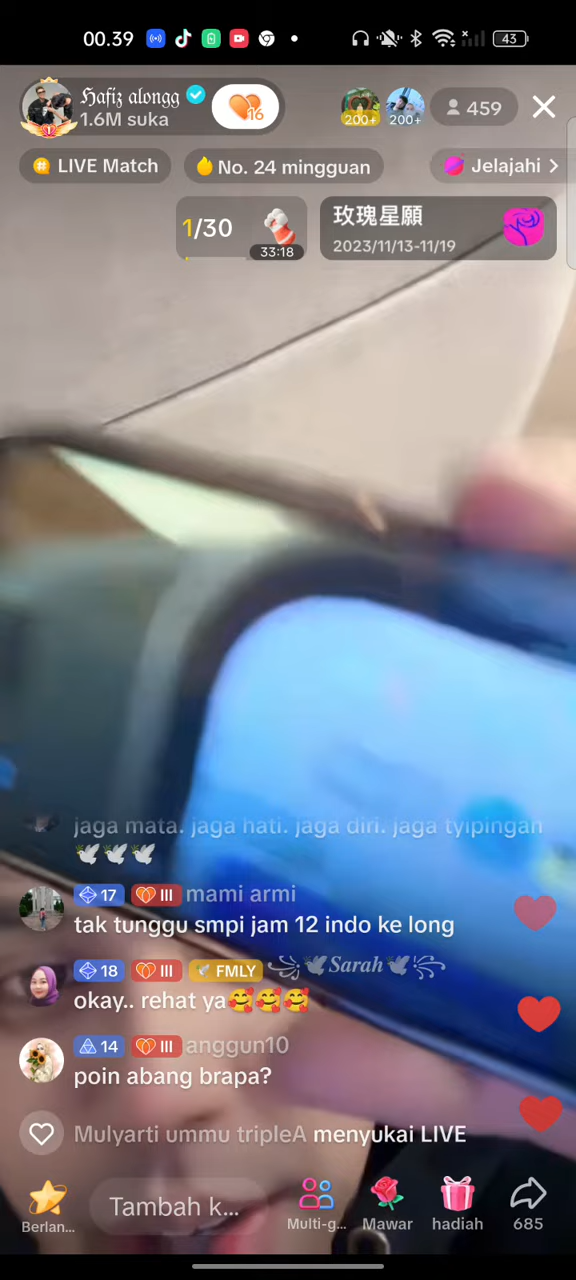 00.39
43
Hafiz alongg
1.6M suka
16
200+
200+
459
LIVE Match
No. 24 mingguan
Jelajahi >
1/30
33:18
玫瑰星願
2023/11/13-11/19
jaga mata. jaga hati. jaga diri. jaga tyipingan
🕊️🕊️🕊️
17 III mami armi
tak tunggu smpi jam 12 indo ke long
18 III FMLY ꧁🕊️Sarah🕊️꧂
okay.. rehat ya🥰🥰🥰
14 III anggun10
poin abang brapa?
Mulyarti ummu tripleA menyukai LIVE
Tambah k...
Berlan...
Multi-g...
Mawar
hadiah
685